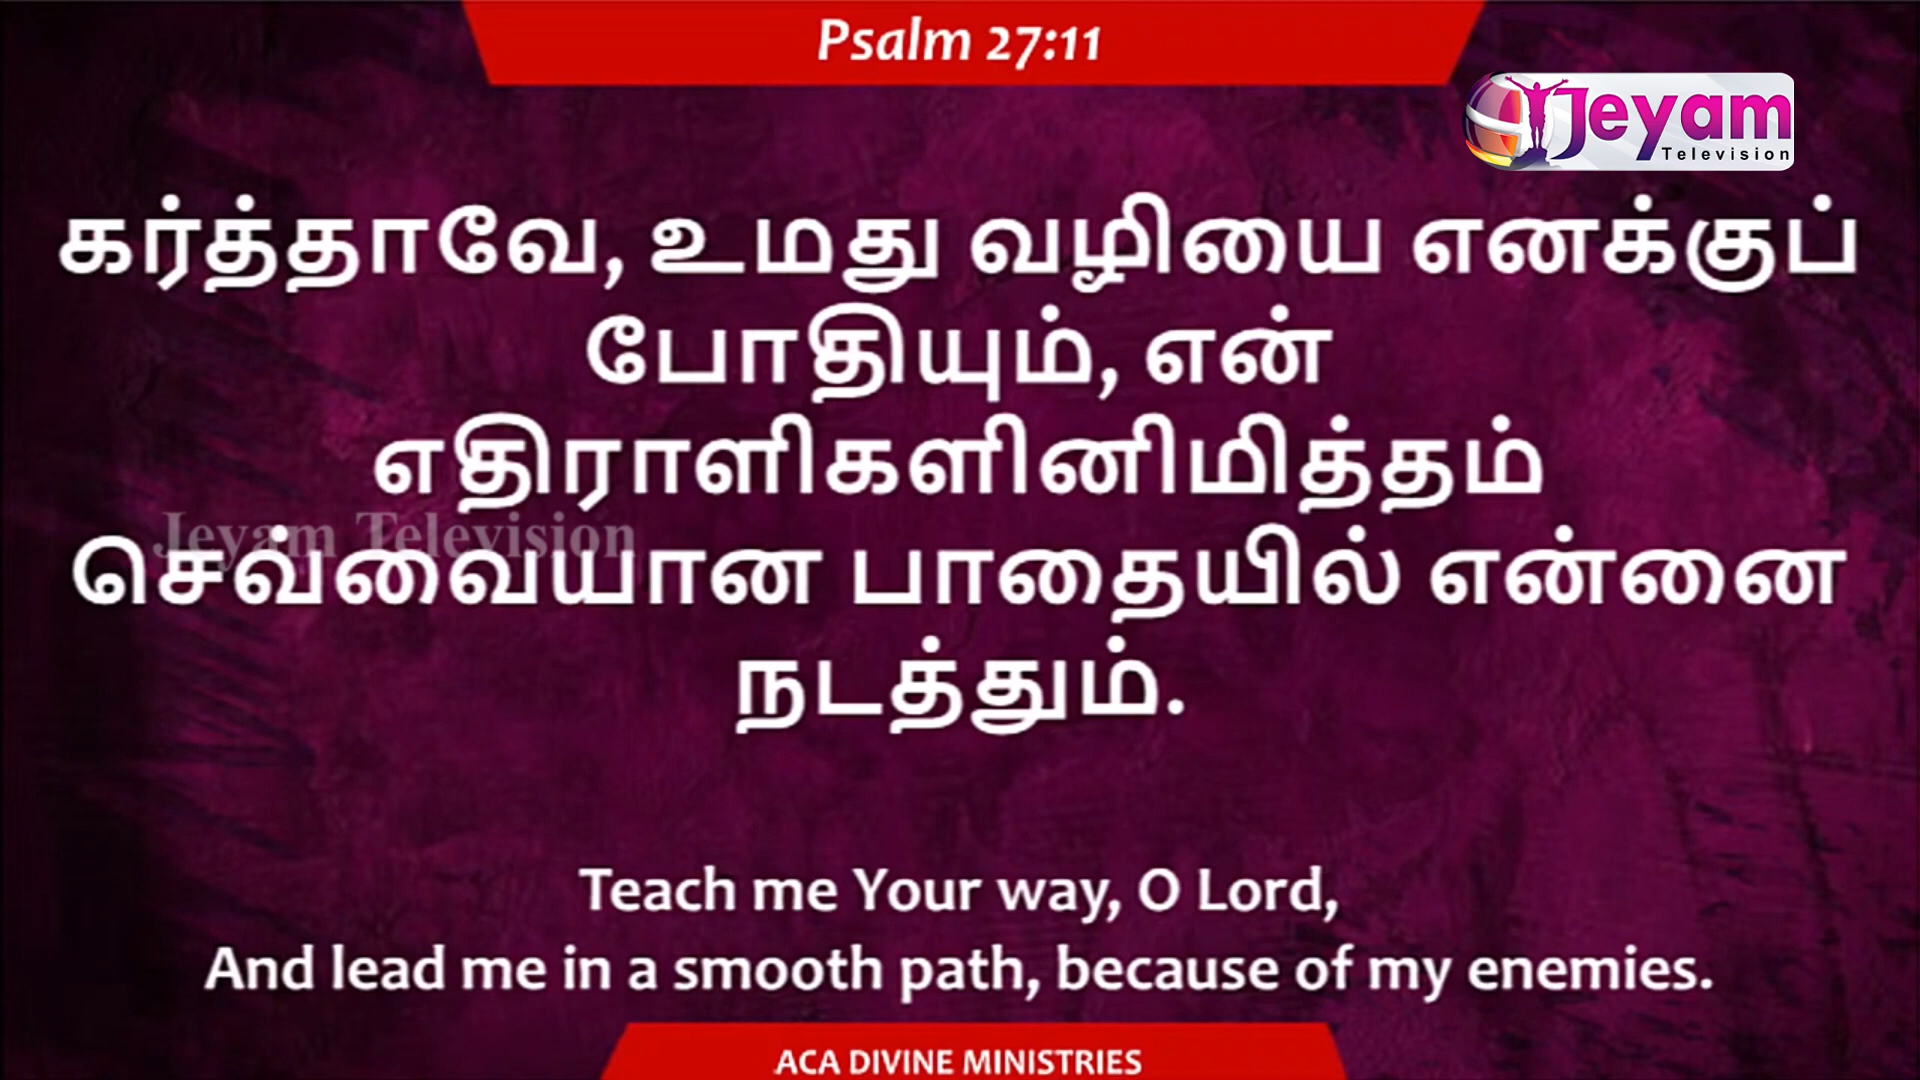 Psalm 27:11
Jeyam
Television
கர்த்தாவே, உமது வழியை எனக்குப்
போதியும், என்
எதிராளிகளினிமித்தம்
Jeyam Television
செவ்வையான பாதையில் என்னை
நடத்தும்.
Teach me Your way, O Lord,
And lead me in a smooth path, because of my enemies.
ACA DIVINE MINISTRIES